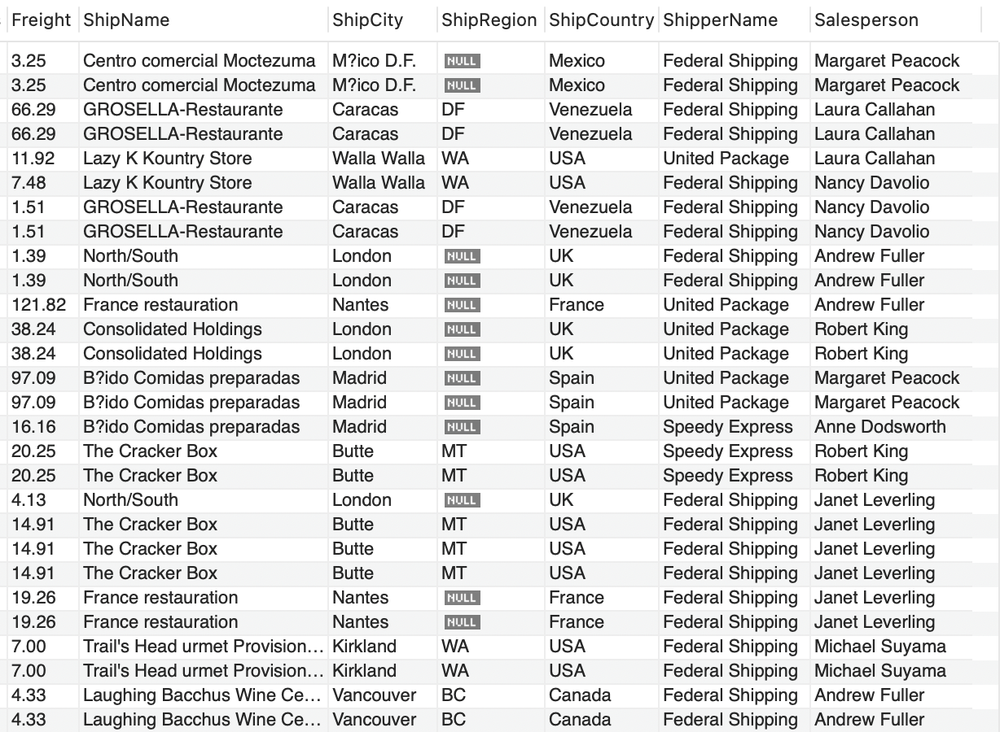 Freight ShipName ShipCity ShipRegion ShipCountry ShipperName Salesperson
3.25 Centro comercial Moctezuma M?ico D.F. NULL Mexico Federal Shipping Margaret Peacock
3.25 Centro comercial Moctezuma M?ico D.F. NULL Mexico Federal Shipping Margaret Peacock
66.29 GROSELLA-Restaurante Caracas DF Venezuela Federal Shipping Laura Callahan
66.29 GROSELLA-Restaurante Caracas DF Venezuela Federal Shipping Laura Callahan
11.92 Lazy K Kountry Store Walla Walla WA USA United Package Laura Callahan
7.48 Lazy K Kountry Store Walla Walla WA USA Federal Shipping Nancy Davolio
1.51 GROSELLA-Restaurante Caracas DF Venezuela Federal Shipping Nancy Davolio
1.51 GROSELLA-Restaurante Caracas DF Venezuela Federal Shipping Nancy Davolio
1.39 North/South London NULL UK Federal Shipping Andrew Fuller
1.39 North/South London NULL UK Federal Shipping Andrew Fuller
121.82 France restauration Nantes NULL France United Package Andrew Fuller
38.24 Consolidated Holdings London NULL UK United Package Robert King
38.24 Consolidated Holdings London NULL UK United Package Robert King
97.09 B?ido Comidas preparadas Madrid NULL Spain United Package Margaret Peacock
97.09 B?ido Comidas preparadas Madrid NULL Spain United Package Margaret Peacock
16.16 B?ido Comidas preparadas Madrid NULL Spain Speedy Express Anne Dodsworth
20.25 The Cracker Box Butte MT USA Speedy Express Robert King
20.25 The Cracker Box Butte MT USA Speedy Express Robert King
4.13 North/South London NULL UK Federal Shipping Janet Leverling
14.91 The Cracker Box Butte MT USA Federal Shipping Janet Leverling
14.91 The Cracker Box Butte MT USA Federal Shipping Janet Leverling
14.91 The Cracker Box Butte MT USA Federal Shipping Janet Leverling
19.26 France restauration Nantes NULL France Federal Shipping Janet Leverling
19.26 France restauration Nantes NULL France Federal Shipping Janet Leverling
7.00 Trail's Head urmet Provision... Kirkland WA USA Federal Shipping Michael Suyama
7.00 Trail's Head urmet Provision... Kirkland WA USA Federal Shipping Michael Suyama
4.33 Laughing Bacchus Wine Ce... Vancouver BC Canada Federal Shipping Andrew Fuller
4.33 Laughing Bacchus Wine Ce... Vancouver BC Canada Federal Shipping Andrew Fuller